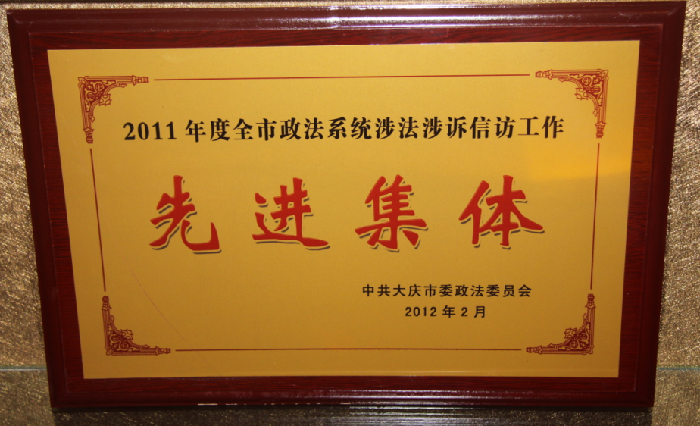 2011年度全市政法系统涉法涉诉信访工作
先进集体
中共大庆市委政法委员会
2012年2月